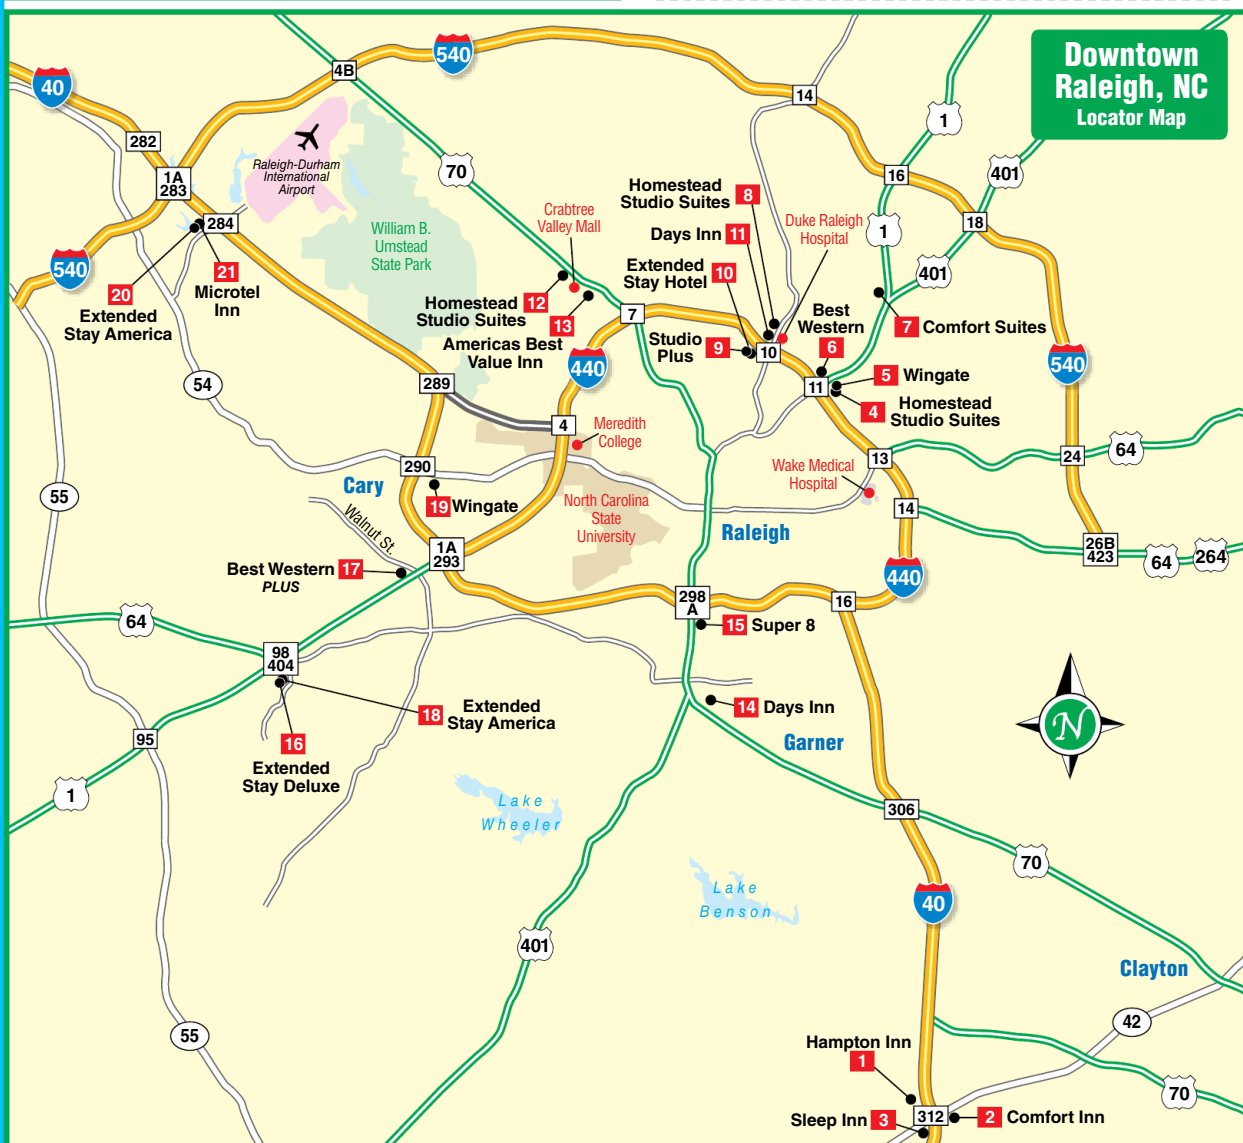 Downtown
Raleigh, NC
Locator Map
540
4B
40
14
1
282
401
16
70
1A
283
Raleigh-Durham
International
Airport
Homestead
Studio Suites 8
Crabtree
Valley Mall
Duke Raleigh
Hospital
284
William B.
Umstead
State Park
Days Inn 11
1
18
540
21
Microtel
Inn
Extended
Stay Hotel 10
401
20
Extended
Stay America
Homestead
Studio Suites 12
13
Americas Best
Value Inn
7
Best
Western
6
7 Comfort Suites
Studio
Plus 9
10
440
540
54
289
11
5 Wingate
4 Homestead
Studio Suites
4
Meredith
College
13
24
64
290
Wake Medical
Hospital
Cary
55
19 Wingate
North Carolina
State
University
14
Walnut St.
Raleigh
1A
293
26B
423
64
264
Best Western 17
PLUS
440
298
A
16
64
15 Super 8
98
404
18 Extended
Stay America
14 Days Inn
95
16
Extended
Stay Deluxe
Garner
N
1
Lake
Wheeler
306
70
Lake
Benson
40
401
Clayton
55
42
Hampton Inn
1
70
Sleep Inn 3
312
2 Comfort Inn